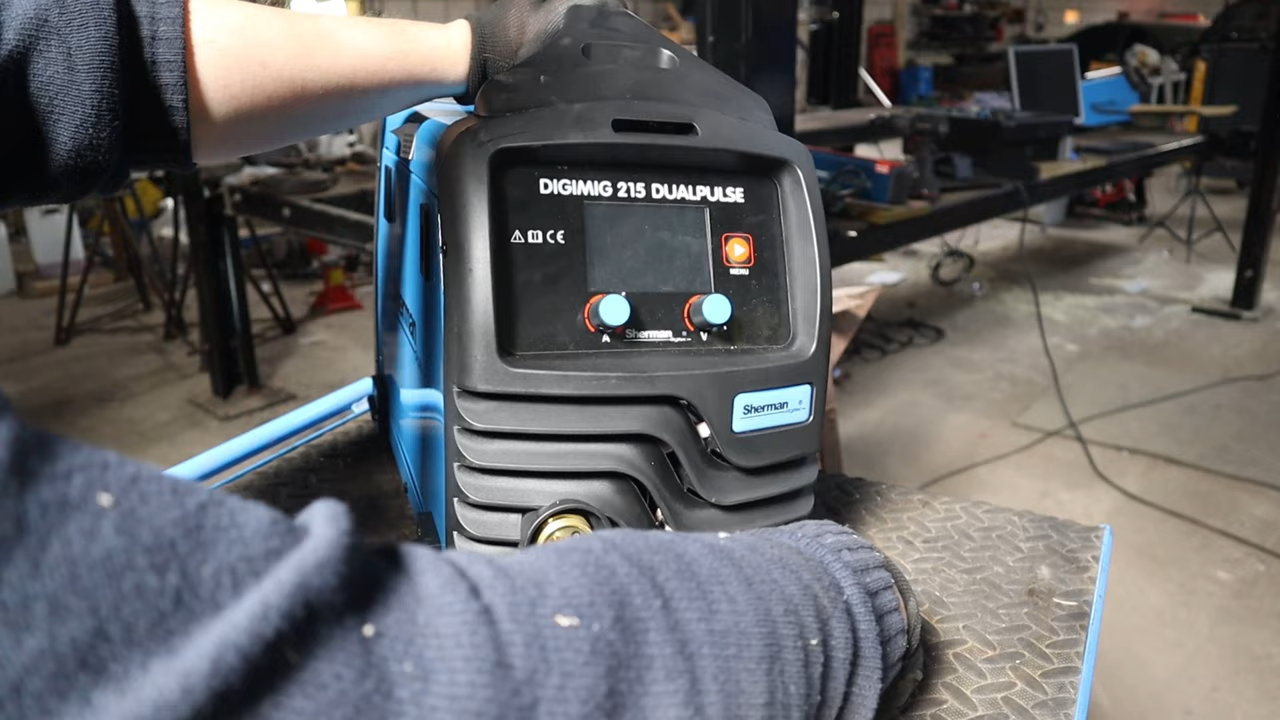 DIGIMIG 215 DUALPULSE
CE
MENU
A
Sherman ®
V
Sherman ®